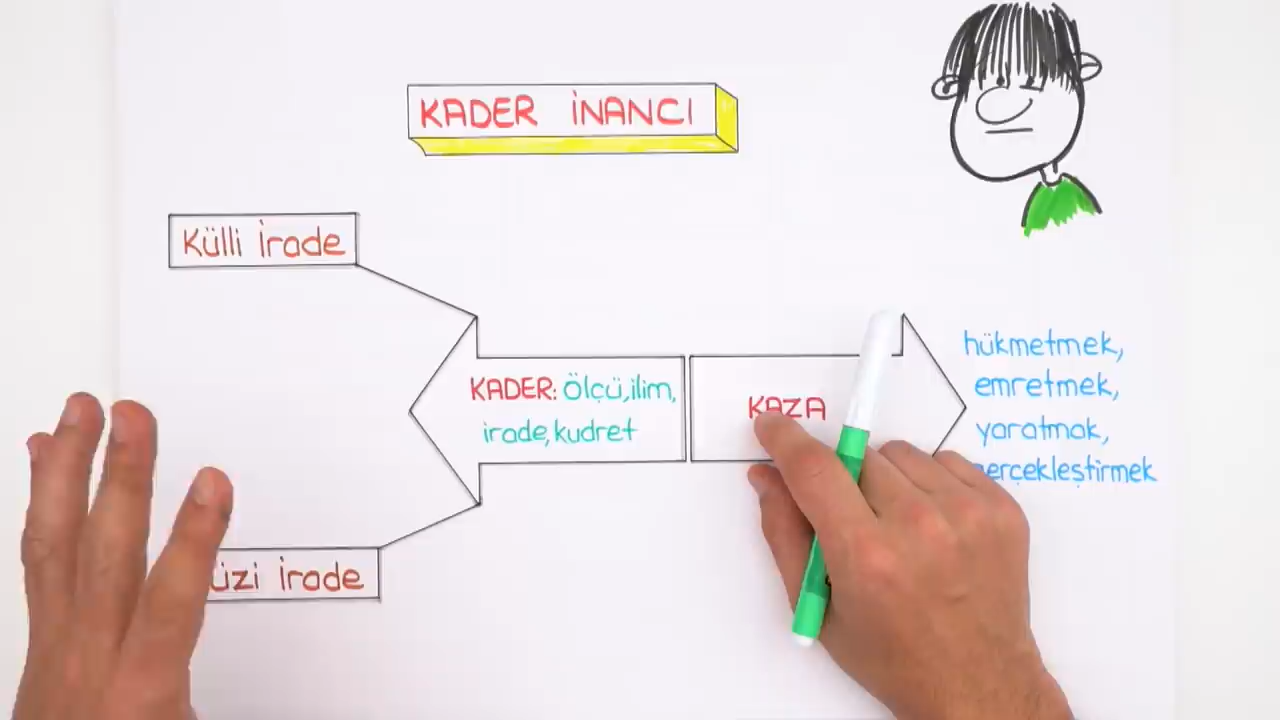 KADER İNANCI
Külli İrade
KADER: Ölçü, ilim,
irade, kudret
KAZA
hükmetmek,
emretmek,
yaratmak,
İrade